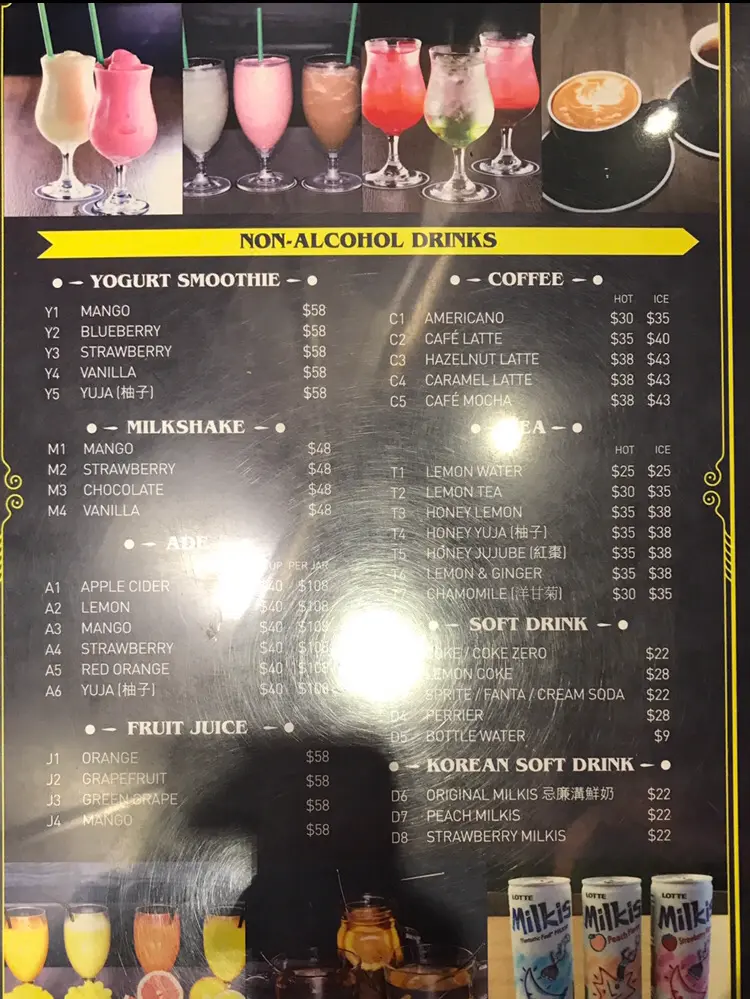 NON-ALCOHOL DRINKS
YOGURT SMOOTHIE
Y1 MANGO $58
Y2 BLUEBERRY $58
Y3 STRAWBERRY $58
Y4 VANILLA $58
Y5 YUJA (柚子) $58
MILKSHAKE
M1 MANGO $48
M2 STRAWBERRY $48
M3 CHOCOLATE $48
M4 VANILLA $48
ADE
PER JAR
A1 APPLE CIDER $40 $108
A2 LEMON $40 $108
A3 MANGO $40 $108
A4 STRAWBERRY $40 $108
A5 RED ORANGE $40 $108
A6 YUJA (柚子) $40 $108
FRUIT JUICE
J1 ORANGE $58
J2 GRAPEFRUIT $58
J3 GREEN GRAPE $58
J4 MANGO $58
COFFEE
HOT ICE
C1 AMERICANO $30 $35
C2 CAFÉ LATTE $35 $40
C3 HAZELNUT LATTE $38 $43
C4 CARAMEL LATTE $38 $43
C5 CAFÉ MOCHA $38 $43
HOT ICE
T1 LEMON WATER $25 $25
T2 LEMON TEA $30 $35
T3 HONEY LEMON $35 $38
T4 HONEY YUJA (柚子) $35 $38
T5 HONEY JUJUBE (紅棗) $35 $38
T6 LEMON & GINGER $35 $38
CHAMOMILE (洋甘菊) $30 $35
SOFT DRINK
/ COKE ZERO $22
LEMON COKE $28
SPRITE / FANTA / CREAM SODA $22
D4 PERRIER $28
D5 BOTTLE WATER $9
KOREAN SOFT DRINK
D6 ORIGINAL MILKIS 忌廉溝鮮奶 $22
D7 PEACH MILKIS $22
D8 STRAWBERRY MILKIS $22
LOTTE LOTTE LOTTE
Milkis Milkis Milkis